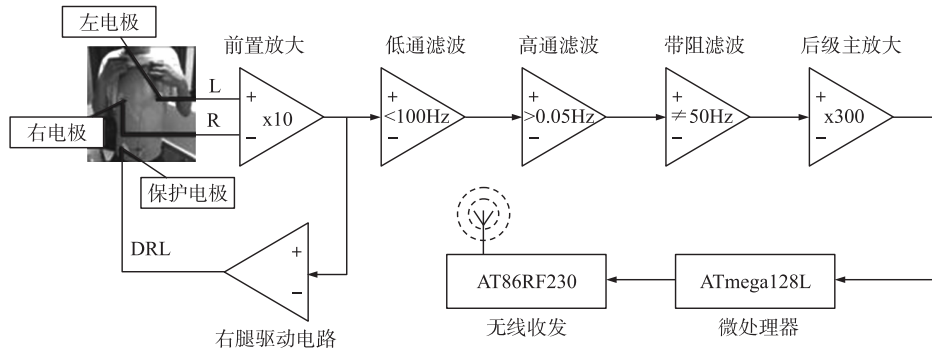 左电极
前置放大
低通滤波
高通滤波
带阻滤波
后级主放大
L
R
右电极
保护电极
+
x10
−
+
<100Hz
−
+
>0.05Hz
−
+
≠50Hz
−
+
x300
−
DRL
+
−
右腿驱动电路
AT86RF230
无线收发
ATmega128L
微处理器